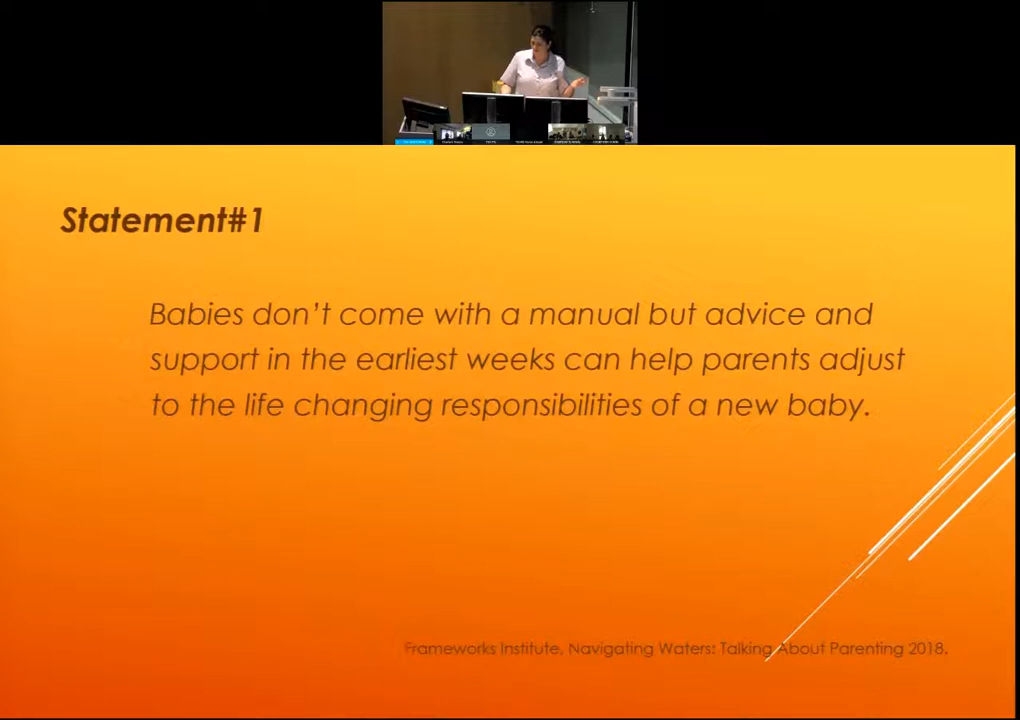 Statement#1
Babies don't come with a manual but advice and
support in the earliest weeks can help parents adjust
to the life changing responsibilities of a new baby.
Frameworks Institute, Navigating Waters: Talking About Parenting 2018.